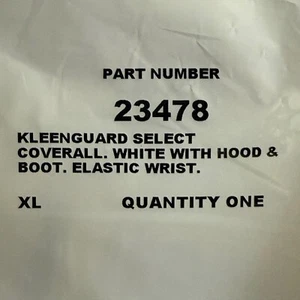 PART NUMBER
23478
KLEENGUARD SELECT
COVERALL. WHITE WITH HOOD &
BOOT. ELASTIC WRIST.
XL QUANTITY ONE